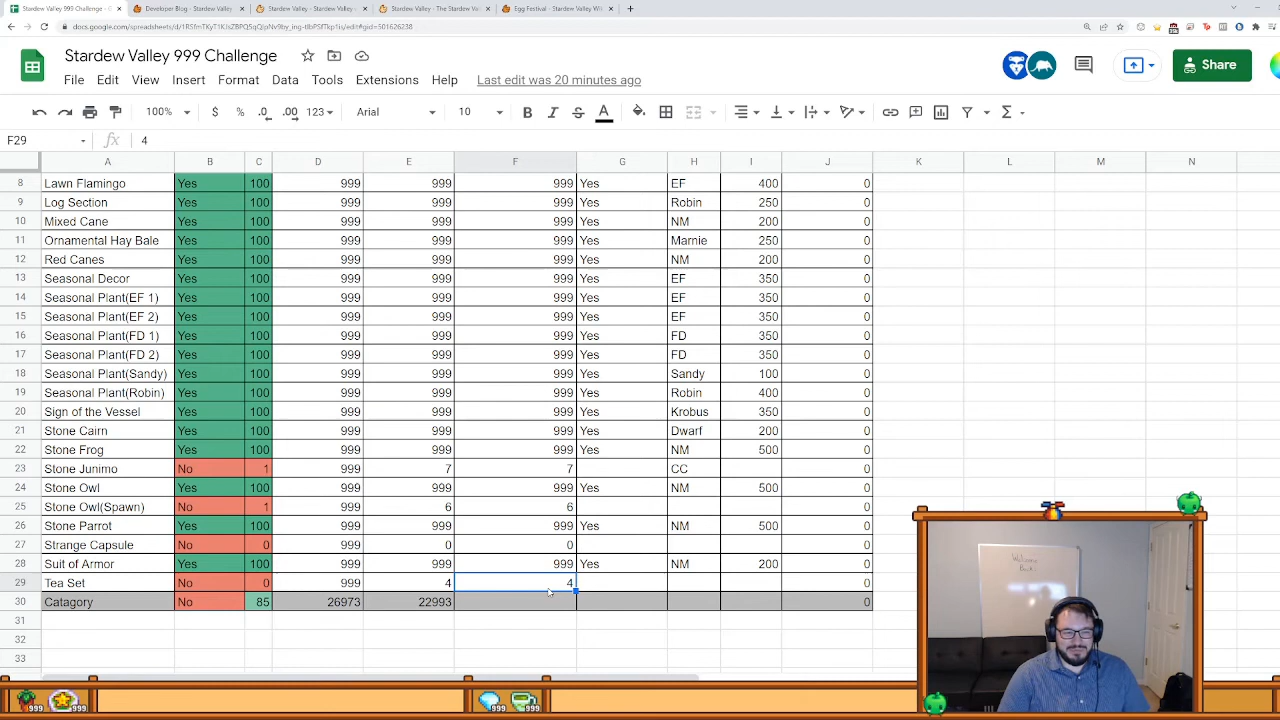 Stardew Valley 999 Challenge - 
Developer Blog - Stardew Valley
Stardew Valley - Stardew Valley
Stardew Valley - The Stardew Val
Egg Festival - Stardew Valley Wi
Stardew Valley 999 Challenge
File Edit View Insert Format Data Tools Extensions Help Last edit was 20 minutes ago
Share
100% $ % .0 .00 123 Arial 10 B I S A
F29 fx 4
A B C D E F G H I J K L M N
8 Lawn Flamingo Yes 100 999 999 999 Yes EF 400 0
9 Log Section Yes 100 999 999 999 Yes Robin 250 0
10 Mixed Cane Yes 100 999 999 999 Yes NM 200 0
11 Ornamental Hay Bale Yes 100 999 999 999 Yes Marnie 250 0
12 Red Canes Yes 100 999 999 999 Yes NM 200 0
13 Seasonal Decor Yes 100 999 999 999 Yes EF 350 0
14 Seasonal Plant(EF 1) Yes 100 999 999 999 Yes EF 350 0
15 Seasonal Plant(EF 2) Yes 100 999 999 999 Yes EF 350 0
16 Seasonal Plant(FD 1) Yes 100 999 999 999 Yes FD 350 0
17 Seasonal Plant(FD 2) Yes 100 999 999 999 Yes FD 350 0
18 Seasonal Plant(Sandy) Yes 100 999 999 999 Yes Sandy 100 0
19 Seasonal Plant(Robin) Yes 100 999 999 999 Yes Robin 400 0
20 Sign of the Vessel Yes 100 999 999 999 Yes Krobus 350 0
21 Stone Cairn Yes 100 999 999 999 Yes Dwarf 200 0
22 Stone Frog Yes 100 999 999 999 Yes NM 500 0
23 Stone Junimo No 1 999 7 7 CC 0
24 Stone Owl Yes 100 999 999 999 Yes NM 500 0
25 Stone Owl(Spawn) No 1 999 6 6 0
26 Stone Parrot Yes 100 999 999 999 Yes NM 500 0
27 Strange Capsule No 0 999 0 0 0
28 Suit of Armor Yes 100 999 999 999 Yes NM 200 0
29 Tea Set No 0 999 4 4 0
30 Catagory No 85 26973 22993 0
31
32
33
Welcome
Back
999 999 999 999